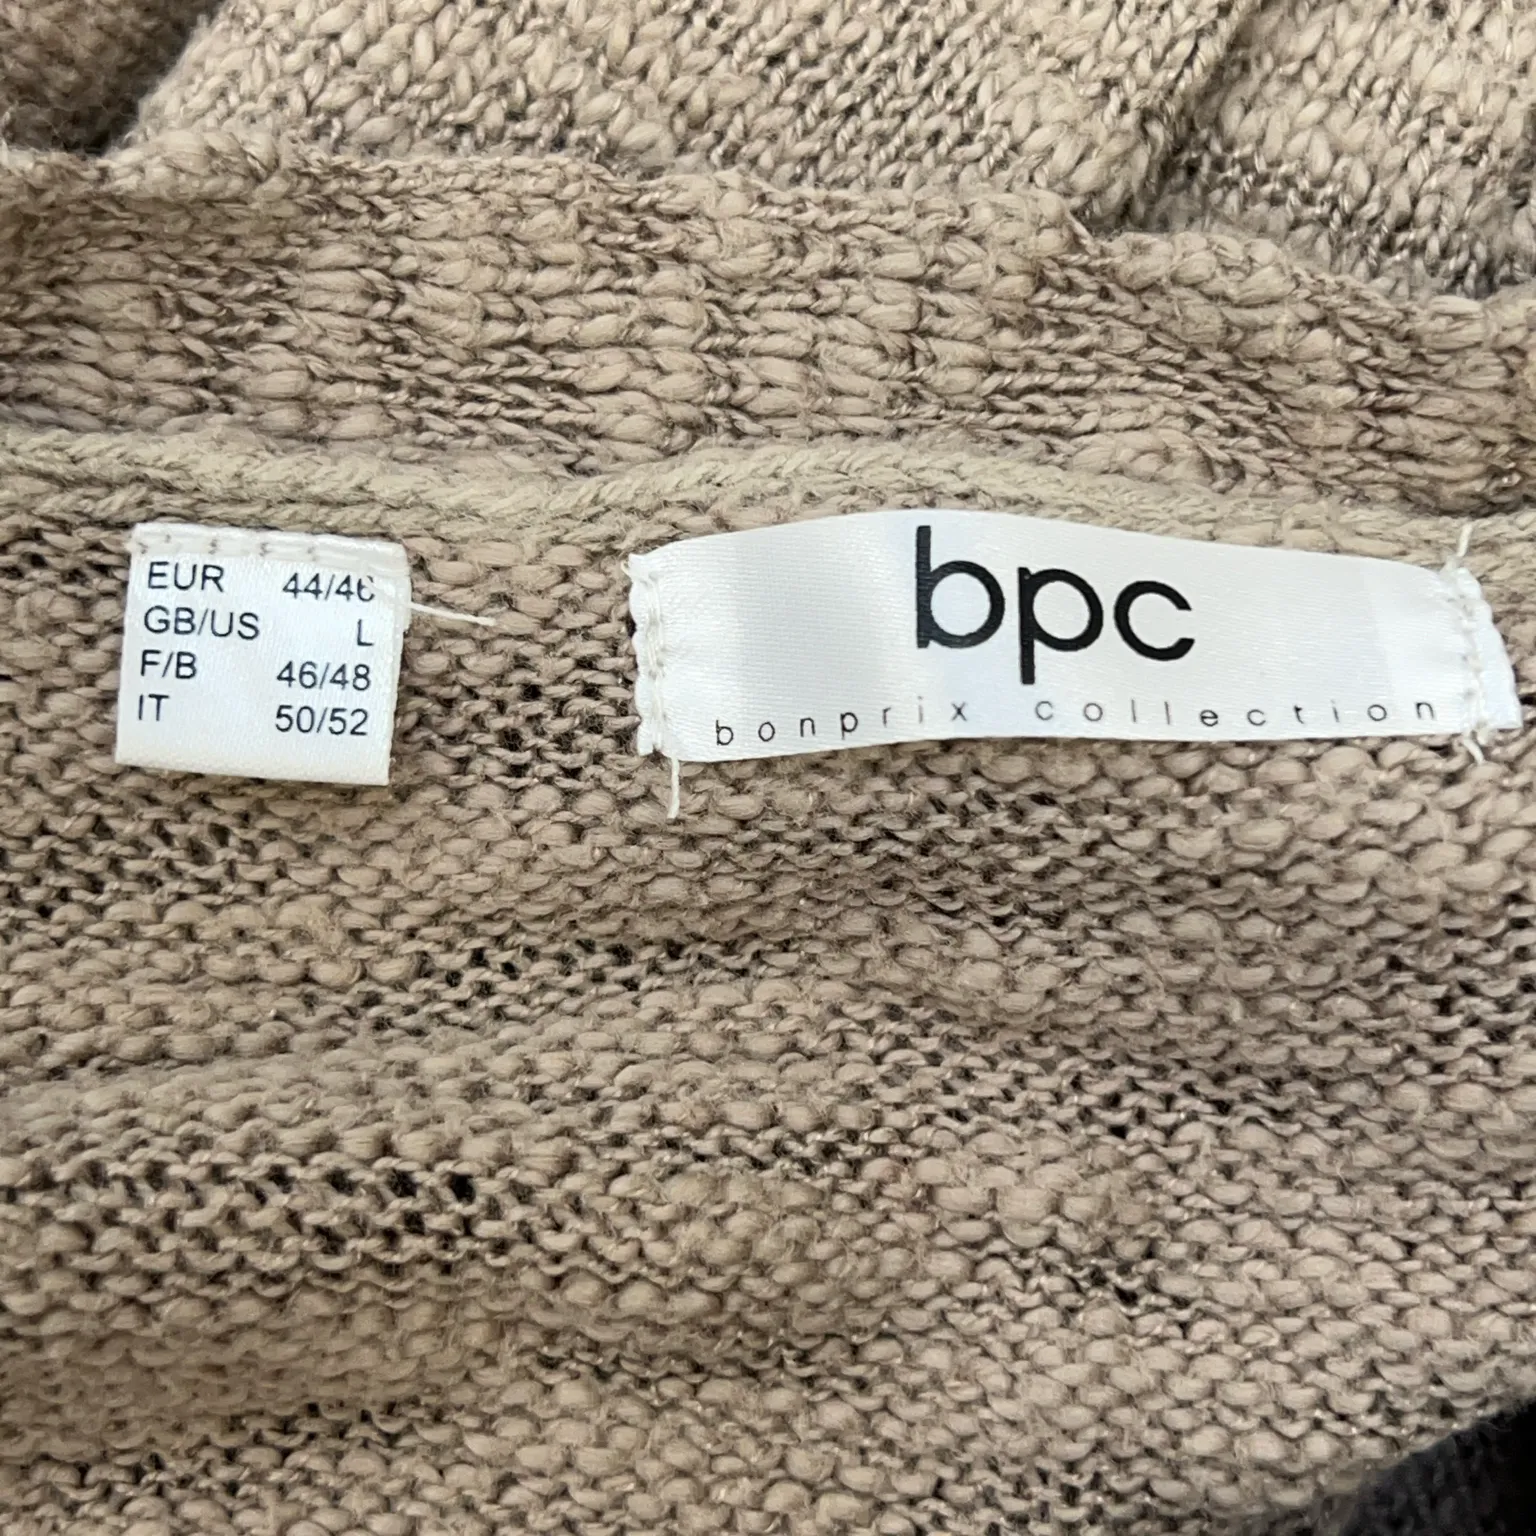 EUR 44/46
GB/US L
F/B 46/48
IT 50/52
bpc
bonprix collection